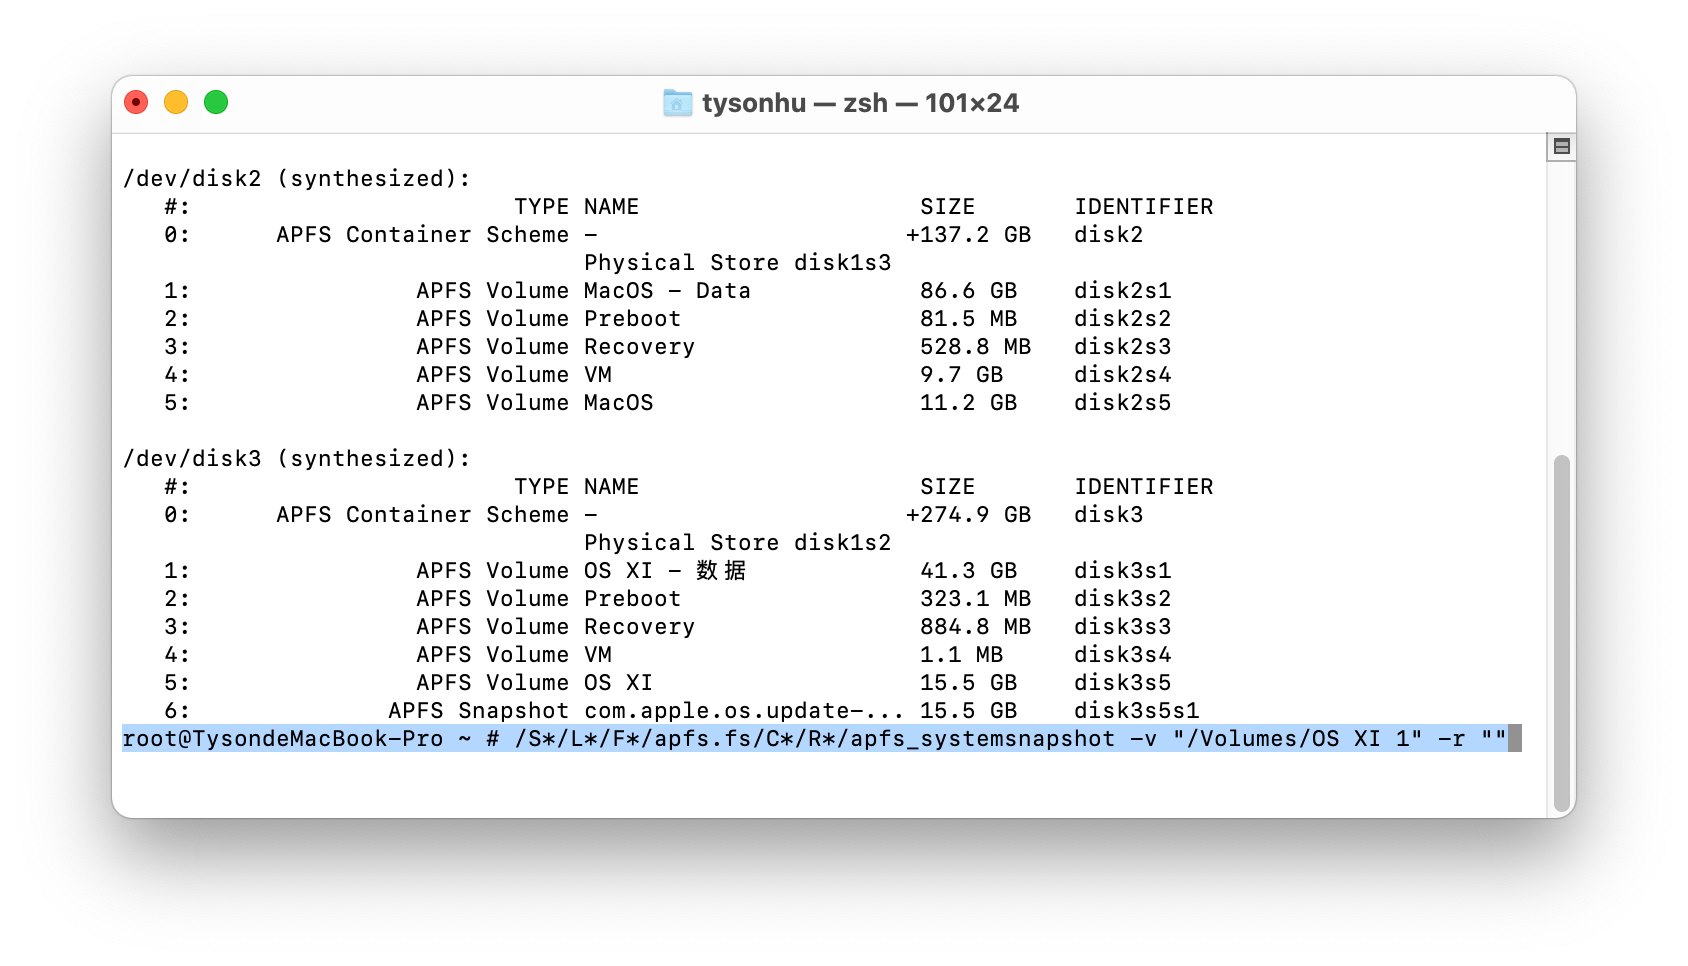 tysonhu — zsh — 101×24
/dev/disk2 (synthesized):
#: TYPE NAME SIZE IDENTIFIER
0: APFS Container Scheme - +137.2 GB disk2
Physical Store disk1s3
1: APFS Volume MacOS - Data 86.6 GB disk2s1
2: APFS Volume Preboot 81.5 MB disk2s2
3: APFS Volume Recovery 528.8 MB disk2s3
4: APFS Volume VM 9.7 GB disk2s4
5: APFS Volume MacOS 11.2 GB disk2s5
/dev/disk3 (synthesized):
#: TYPE NAME SIZE IDENTIFIER
0: APFS Container Scheme - +274.9 GB disk3
Physical Store disk1s2
1: APFS Volume OS XI - 数据 41.3 GB disk3s1
2: APFS Volume Preboot 323.1 MB disk3s2
3: APFS Volume Recovery 884.8 MB disk3s3
4: APFS Volume VM 1.1 MB disk3s4
5: APFS Volume OS XI 15.5 GB disk3s5
6: APFS Snapshot com.apple.os.update-... 15.5 GB disk3s5s1
root@TysondeMacBook-Pro ~ # /S*/L*/F*/apfs.fs/C*/R*/apfs_systemsnapshot -v "/Volumes/OS XI 1" -r ""